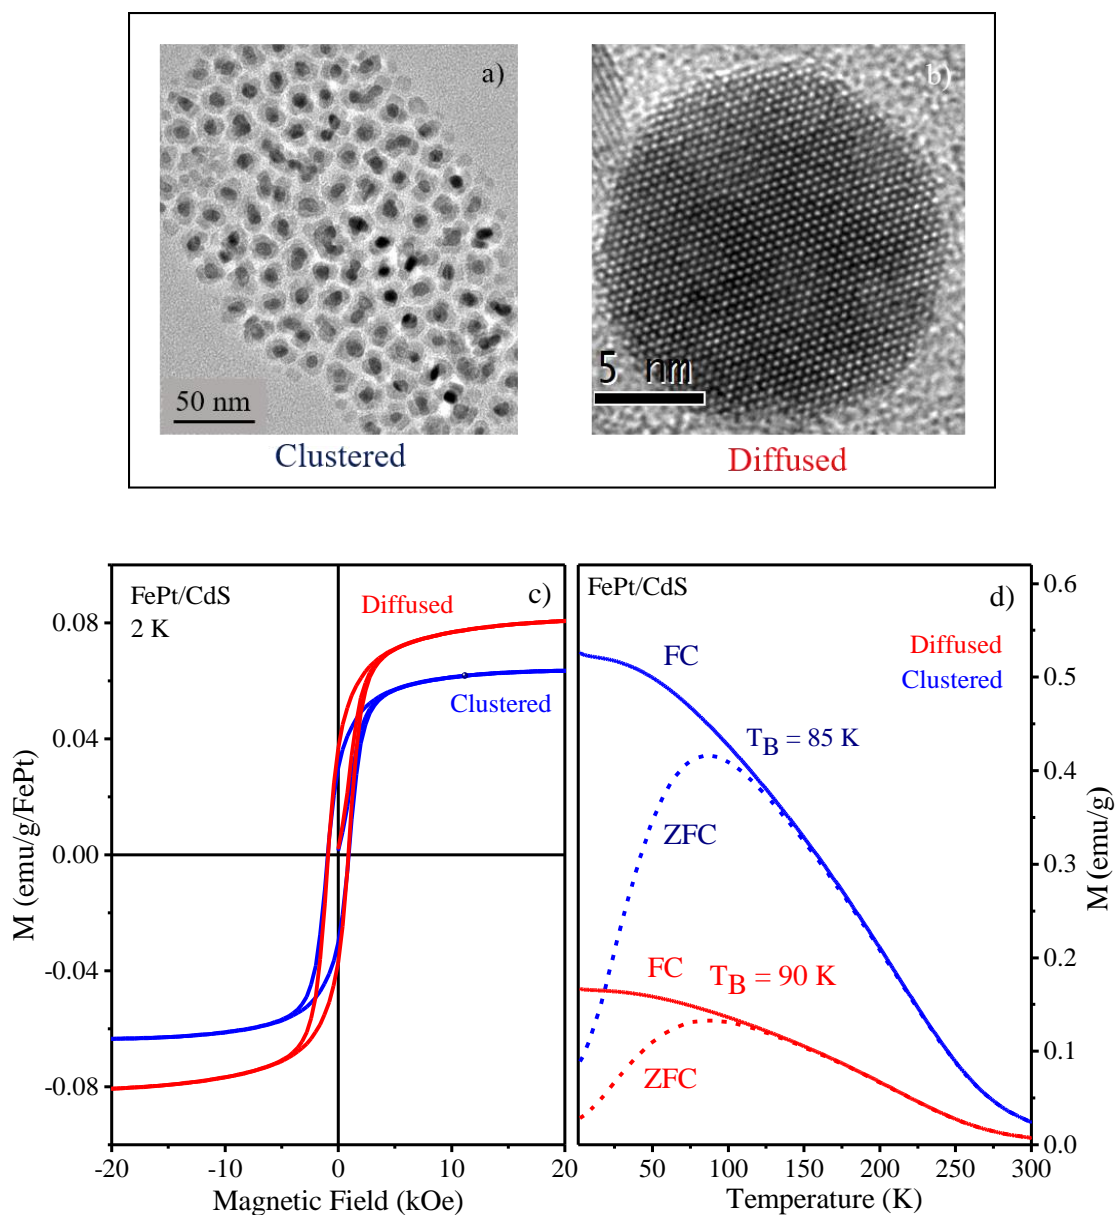 a)
50 nm
Clustered
b)
5 nm
Diffused
FePt/CdS
2 K
c)
Diffused
Clustered
0.08
0.04
0.00
-0.04
-0.08
M (emu/g/FePt)
-20
-10
0
10
20
Magnetic Field (kOe)
FePt/CdS
d)
Diffused
Clustered
FC
TB = 85 K
ZFC
FC
TB = 90 K
ZFC
0.6
0.5
0.4
0.3
0.2
0.1
0.0
M (emu/g)
50
100
150
200
250
300
Temperature (K)